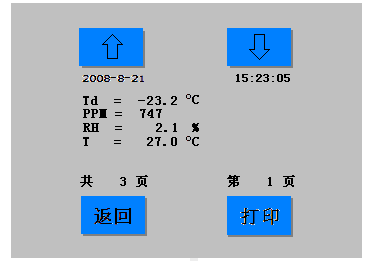 2008-8-21 15:23:05
Td = -23.2 °C
PPM = 747
RH = 2.1 %
T = 27.0 °C
共 3 页 第 1 页
返回 打印